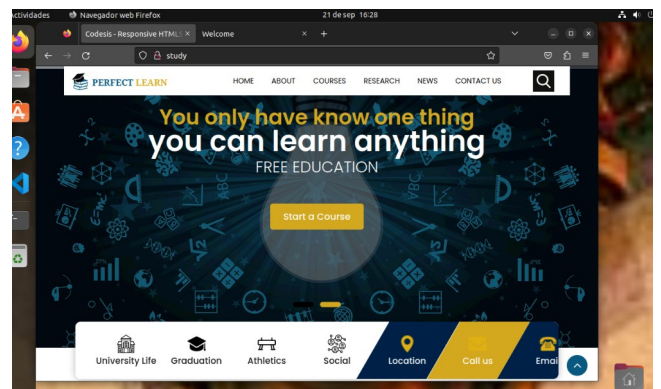 ctividades Navegador web Firefox 21 de sep 16:28
Codesis - Responsive HTML5 Welcome
study
PERFECT LEARN HOME ABOUT COURSES RESEARCH NEWS CONTACT US
You only have know one thing
you can learn anything
FREE EDUCATION
Start a Course
University Life Graduation Athletics Social Location Call us Emai